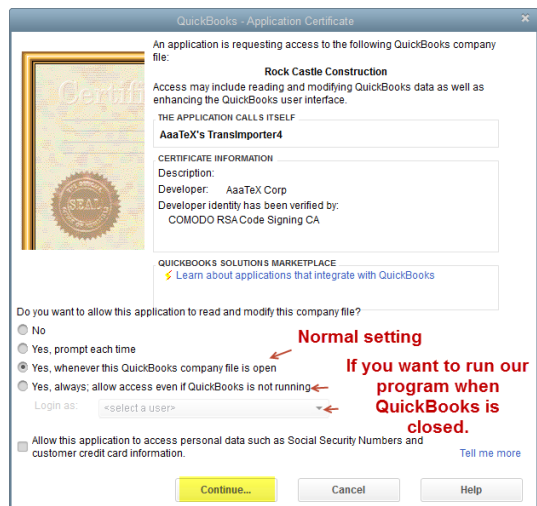 QuickBooks - Application Certificate
×
An application is requesting access to the following QuickBooks company
file:
Rock Castle Construction
Access may include reading and modifying QuickBooks data as well as
enhancing the QuickBooks user interface.
THE APPLICATION CALLS ITSELF
AaaTeX's TransImporter4
CERTIFICATE INFORMATION
Description:
Developer: AaaTeX Corp
Developer identity has been verified by:
COMODO RSA Code Signing CA
QUICKBOOKS SOLUTIONS MARKETPLACE
Learn about applications that integrate with QuickBooks
Certifi
SEAL
Do you want to allow this application to read and modify this company file?
No
Yes, prompt each time
Normal setting
Yes, whenever this QuickBooks company file is open
Yes, always; allow access even if QuickBooks is not running
If you want to run our
program when
QuickBooks is
closed.
Login as: <select a user>
Allow this application to access personal data such as Social Security Numbers and
customer credit card information.
Tell me more
Continue...
Cancel
Help